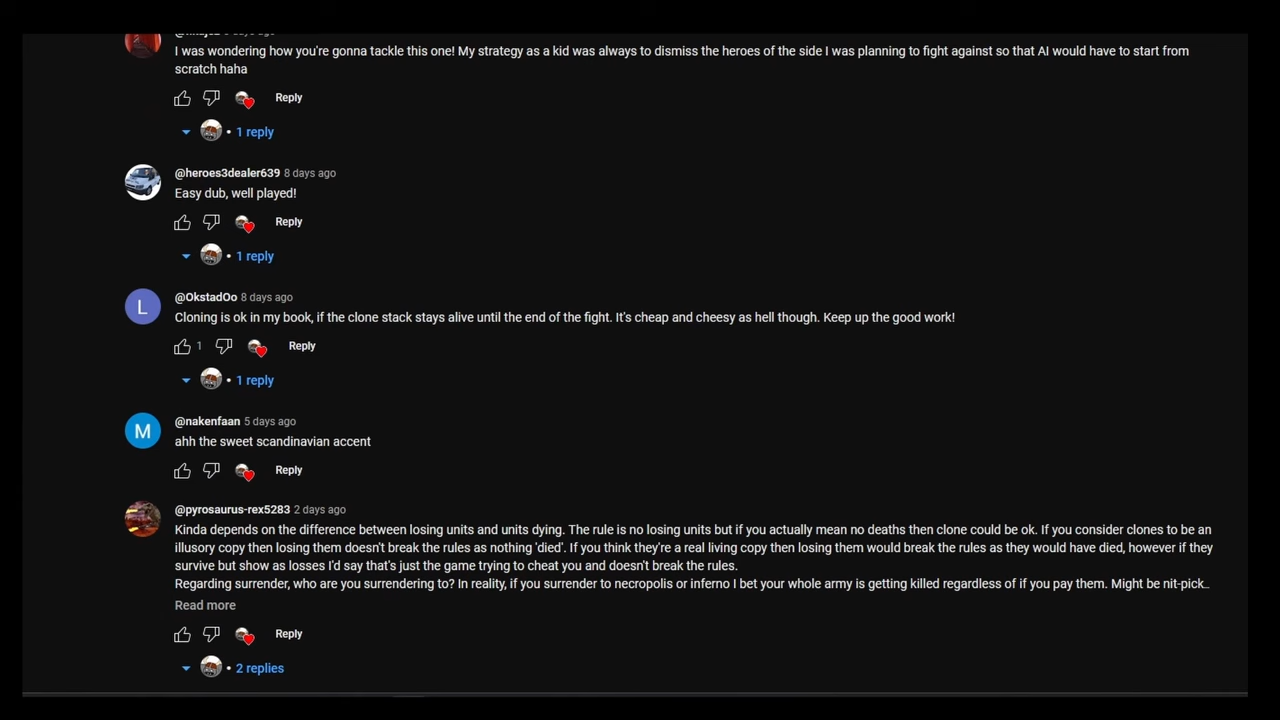 I was wondering how you're gonna tackle this one! My strategy as a kid was always to dismiss the heroes of the side I was planning to fight against so that AI would have to start from
scratch haha
Reply
• 1 reply
@heroes3dealer639 8 days ago
Easy dub, well played!
Reply
• 1 reply
L
@OkstadOo 8 days ago
Cloning is ok in my book, if the clone stack stays alive until the end of the fight. It's cheap and cheesy as hell though. Keep up the good work!
1 Reply
• 1 reply
M
@nakenfaan 5 days ago
ahh the sweet scandinavian accent
Reply
@pyrosaurus-rex5283 2 days ago
Kinda depends on the difference between losing units and units dying. The rule is no losing units but if you actually mean no deaths then clone could be ok. If you consider clones to be an
illusory copy then losing them doesn't break the rules as nothing 'died'. If you think they're a real living copy then losing them would break the rules as they would have died, however if they
survive but show as losses I'd say that's just the game trying to cheat you and doesn't break the rules.
Regarding surrender, who are you surrendering to? In reality, if you surrender to necropolis or inferno I bet your whole army is getting killed regardless of if you pay them. Might be nit-pick…
Read more
Reply
• 2 replies